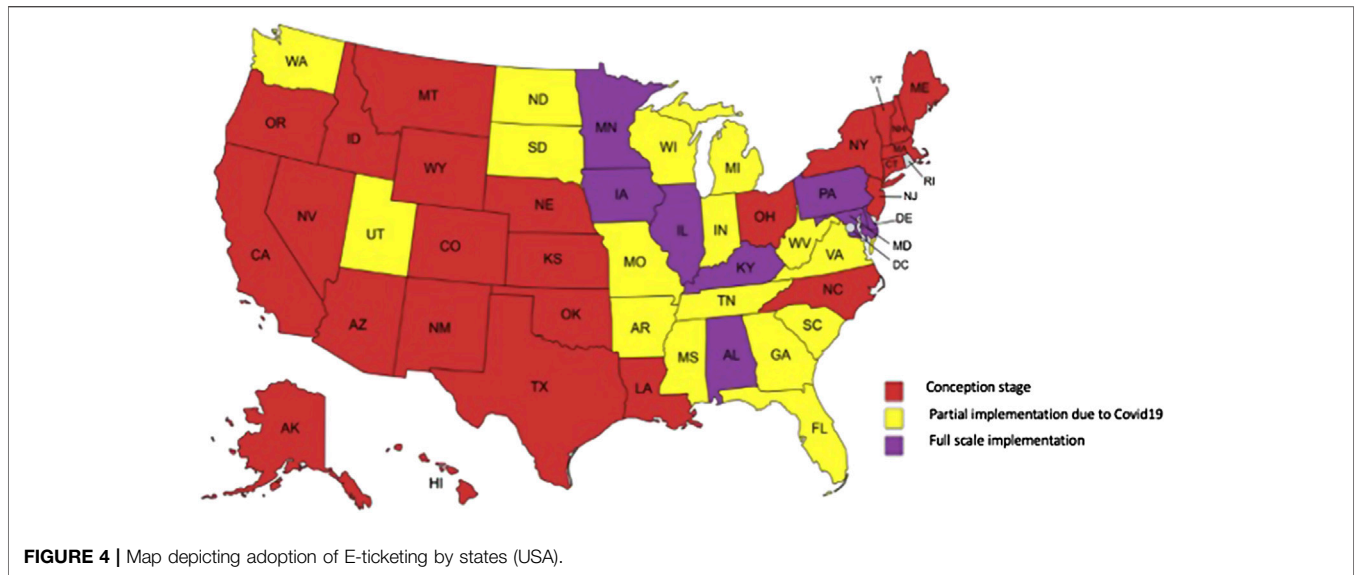 WA
MT
ND
MN
OR
ID
WY
SD
WI
MI
VT
ME
NH
NY
MA
CT
RI
NJ
DE
MD
DC
PA
NV
UT
CO
NE
IA
IL
IN
OH
WV
VA
CA
KS
MO
KY
NC
AZ
NM
OK
AR
TN
SC
TX
LA
MS
AL
GA
FL
AK
HI
Conception stage
Partial implementation due to Covid19
Full scale implementation
FIGURE 4 | Map depicting adoption of E-ticketing by states (USA).